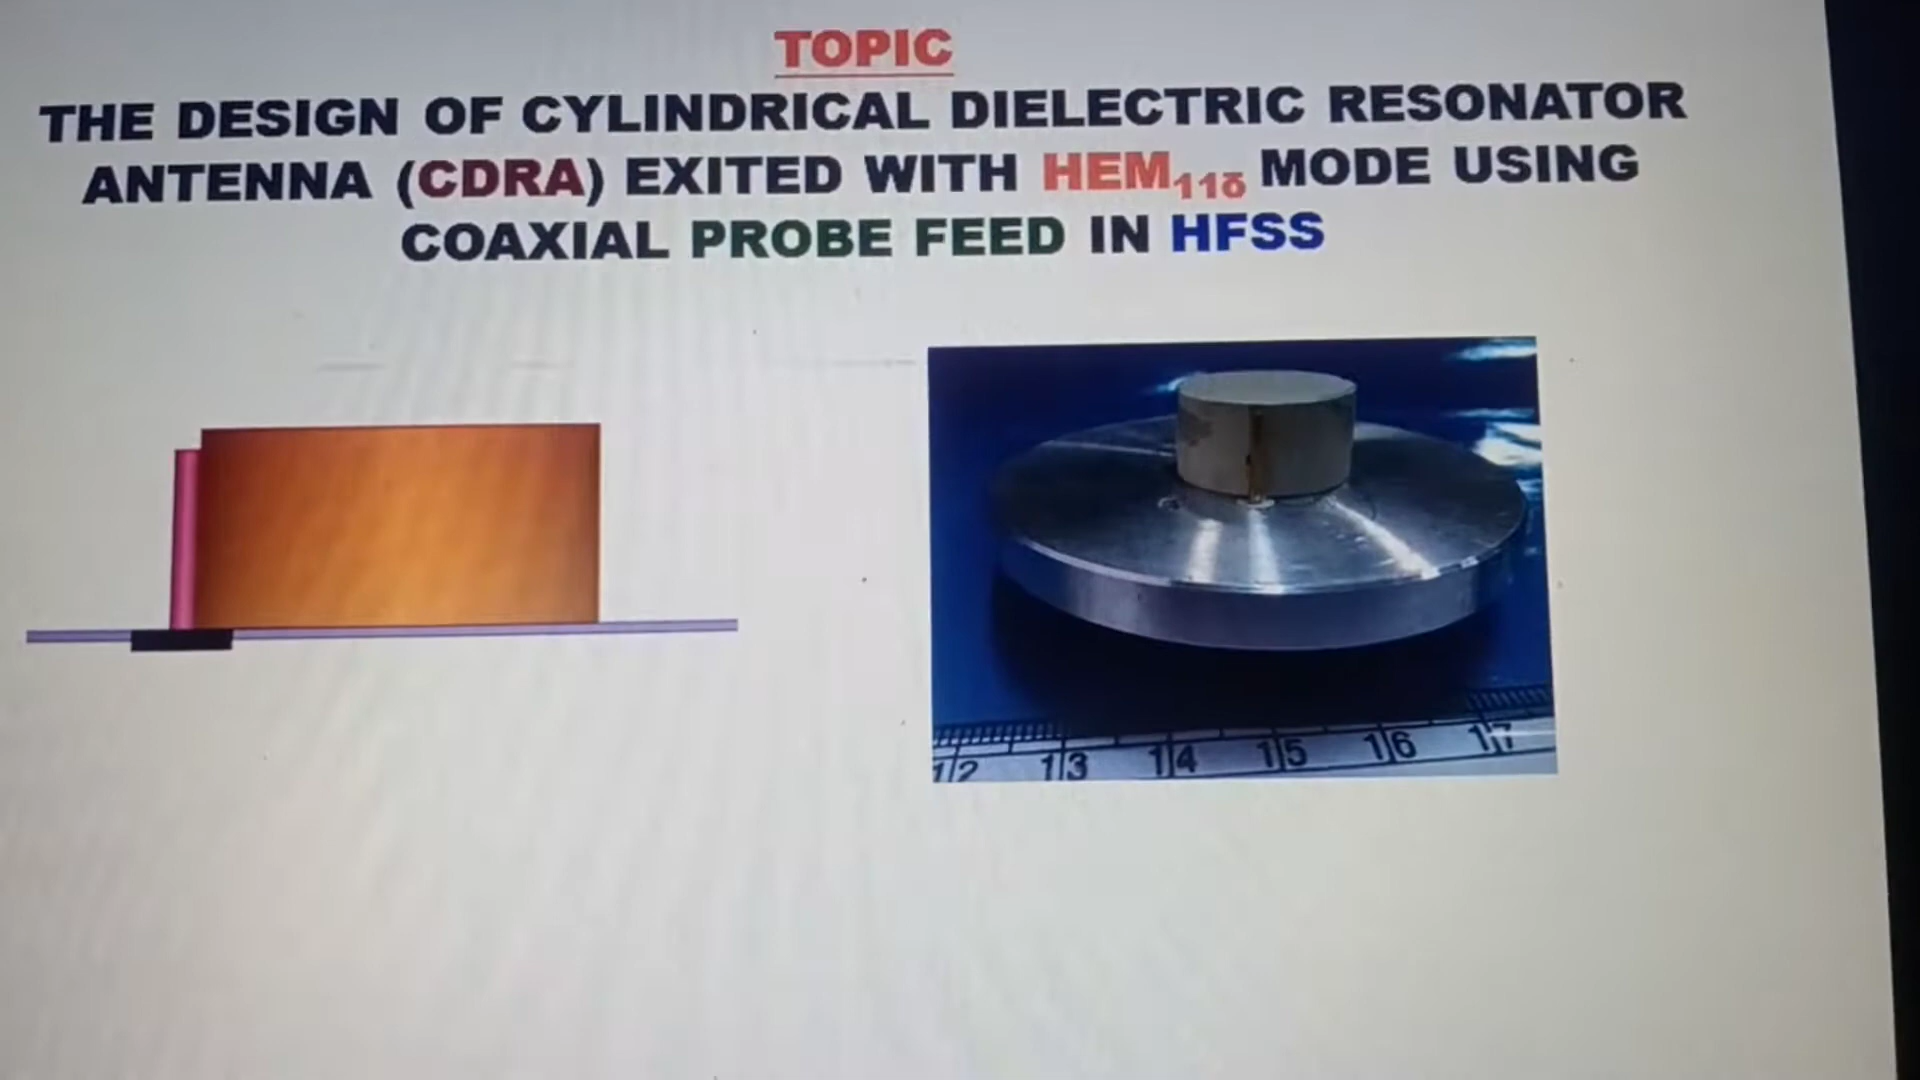 TOPIC
THE DESIGN OF CYLINDRICAL DIELECTRIC RESONATOR
ANTENNA (CDRA) EXITED WITH HEM₁₁δ MODE USING
COAXIAL PROBE FEED IN HFSS
12 13 14 15 16 17